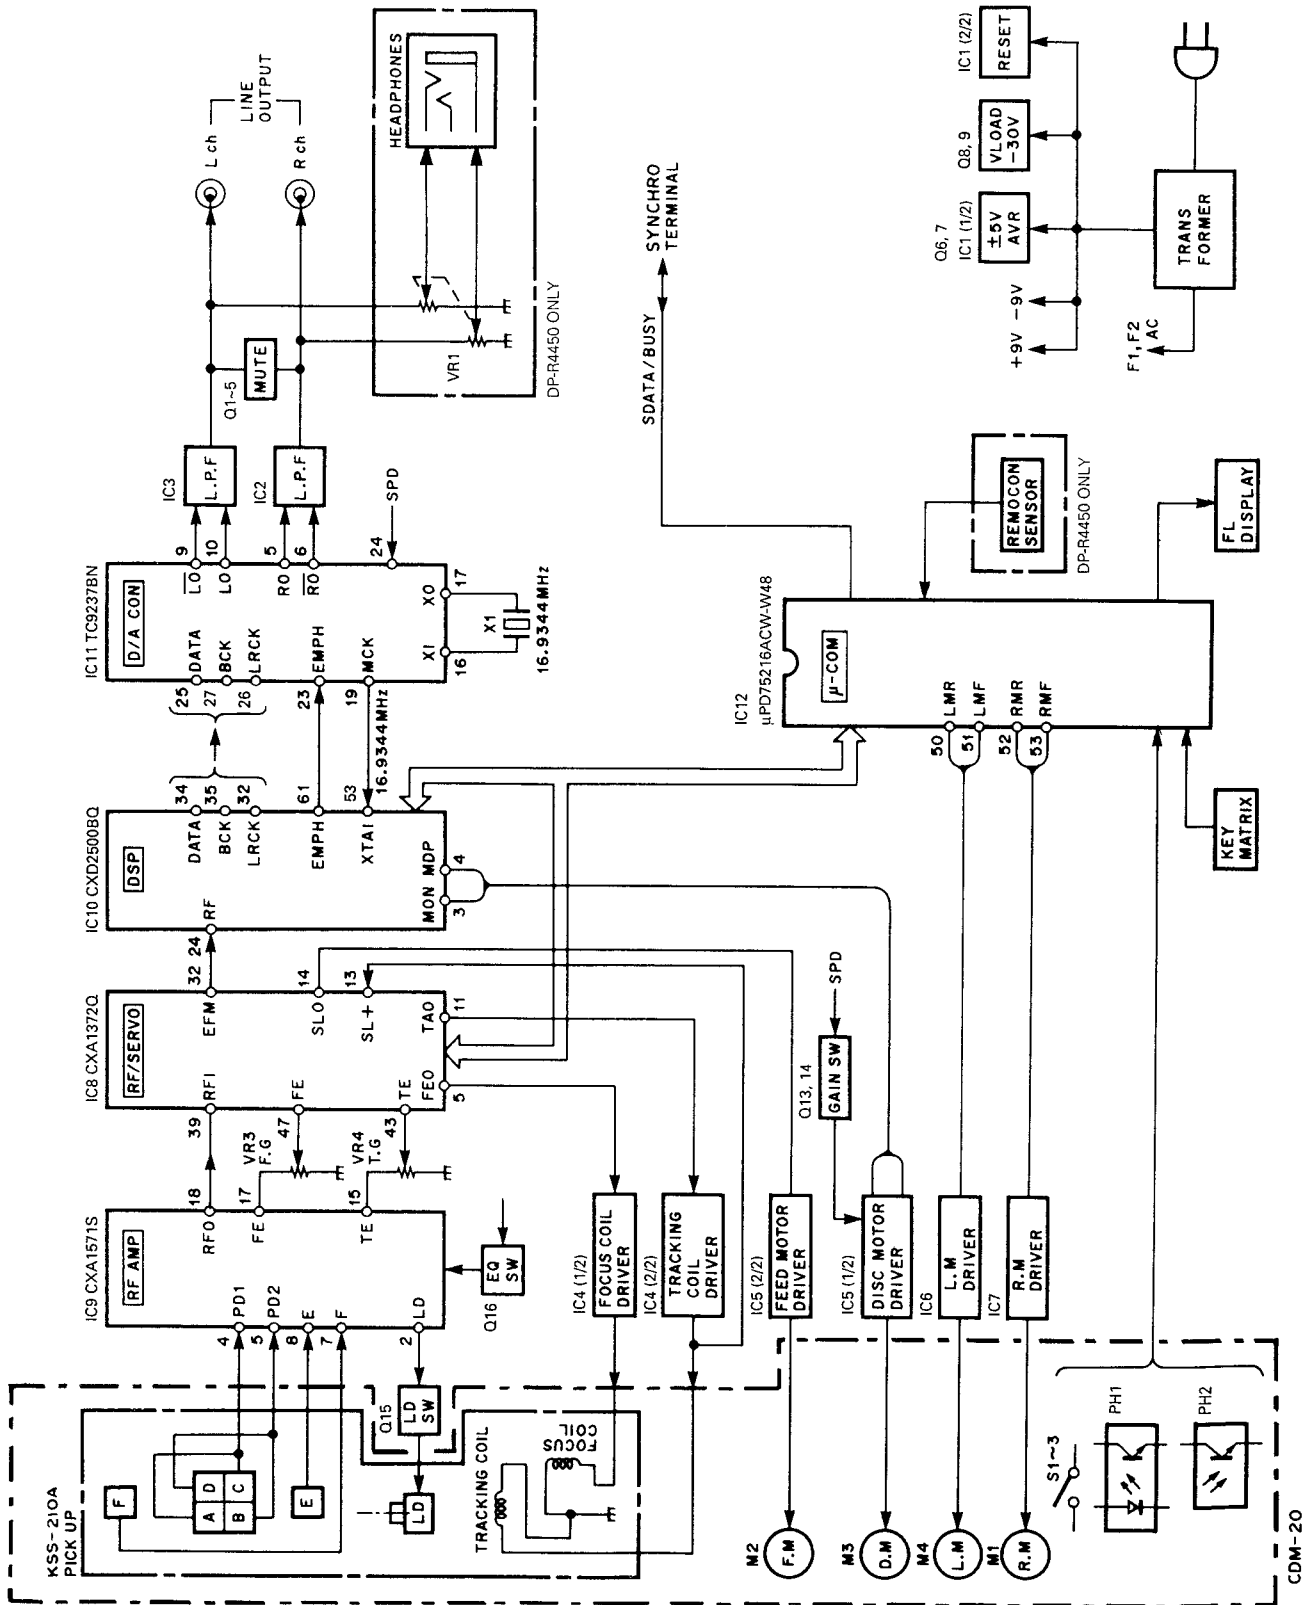 KSS-210A
PICK UP
F
A
D
B
C
E
LD
TRACKING COIL
FOCUS
COIL
Q15
LD
SW
4
5
8
7
2
IC9 CXA1571S
RF AMP
PD1
PD2
E
F
LD
RFO
FE
TE
18
17
15
Q16
EQ
SW
VR3
F.G
VR4
T.G
39
47
43
IC8 CXA1372Q
RF/SERVO
RFI
FE
TE
FEO
5
TAO
11
EFM
SLO
SL+
32
14
13
24
IC10 CXD2500BQ
DSP
RF
MON
MDP
3
4
DATA
BCK
LRCK
EMPH
XTAI
34
35
32
61
53
16.9344MHz
25
27
26
23
19
IC11 TC9237BN
D/A CON
DATA
BCK
LRCK
EMPH
MCK
XI
XO
16
17
X1
16.9344MHz
LO
LO
RO
RO
9
10
5
6
24
SPD
IC3
L.P.F
IC2
L.P.F
Q1~5
MUTE
L ch
R ch
LINE
OUTPUT
HEADPHONES
VR1
DP-R4450 ONLY
IC4 (1/2)
FOCUS COIL
DRIVER
IC4 (2/2)
TRACKING
COIL
DRIVER
IC5 (2/2)
FEED MOTOR
DRIVER
IC5 (1/2)
DISC MOTOR
DRIVER
Q13, 14
GAIN SW
SPD
IC6
L.M
DRIVER
IC7
R.M
DRIVER
M2
F.M
M3
D.M
M4
L.M
M1
R.M
S1~3
PH1
PH2
CDM-20
IC12
μPD75216ACW-W48
μ-COM
50
51
52
53
LMR
LMF
RMR
RMF
KEY
MATRIX
REMOCON
SENSOR
DP-R4450 ONLY
FL
DISPLAY
SDATA/BUSY
SYNCHRO
TERMINAL
+9V
-9V
Q6, 7
IC1 (1/2)
±5V
AVR
Q8, 9
VLOAD
-30V
IC1 (2/2)
RESET
F1, F2
AC
TRANS
FORMER